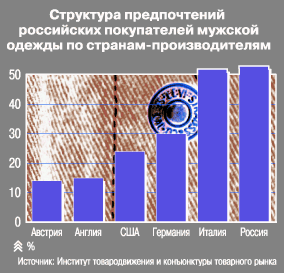 Структура предпочтений
российских покупателей мужской
одежды по странам-производителям
50
40
30
20
10
0
Австрия Англия США Германия Италия Россия
%
Источник: Институт товародвижения и конъюнктуры товарного рынка